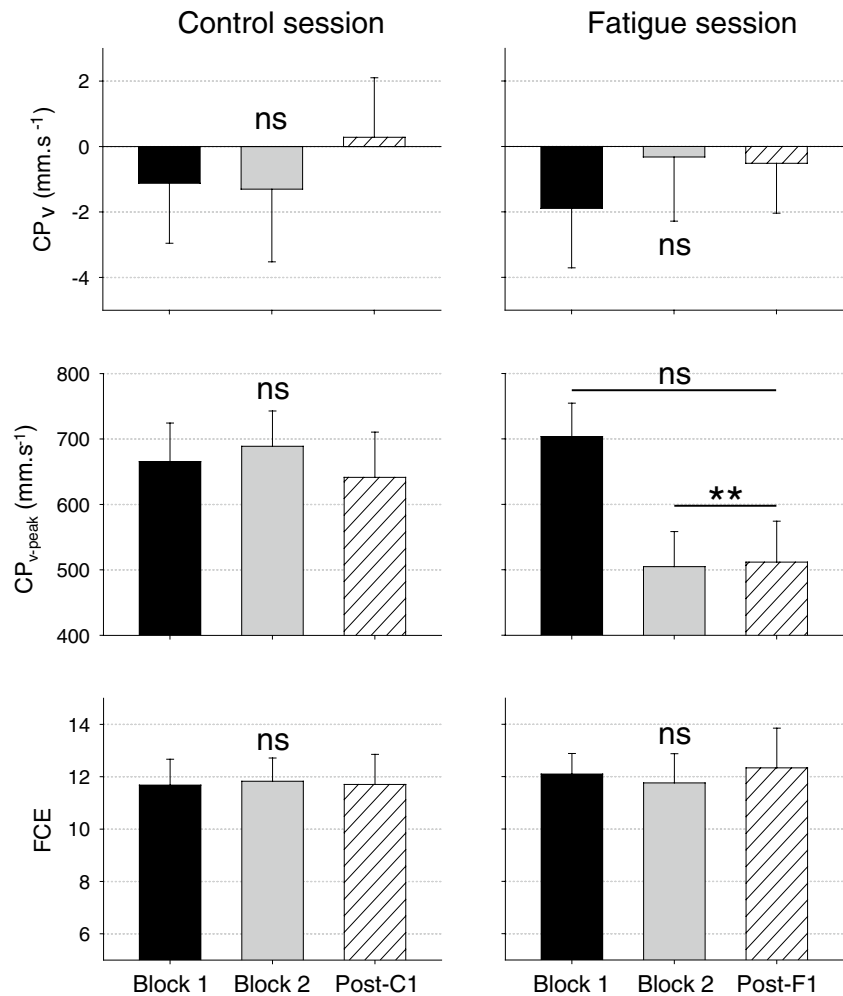 Control session
Fatigue session
CPv (mm.s-1)
2
0
-2
-4
ns
ns
CPv-peak (mm.s-1)
800
700
600
500
400
ns
ns
**
FCE
14
12
10
8
6
ns
ns
Block 1 Block 2 Post-C1
Block 1 Block 2 Post-F1